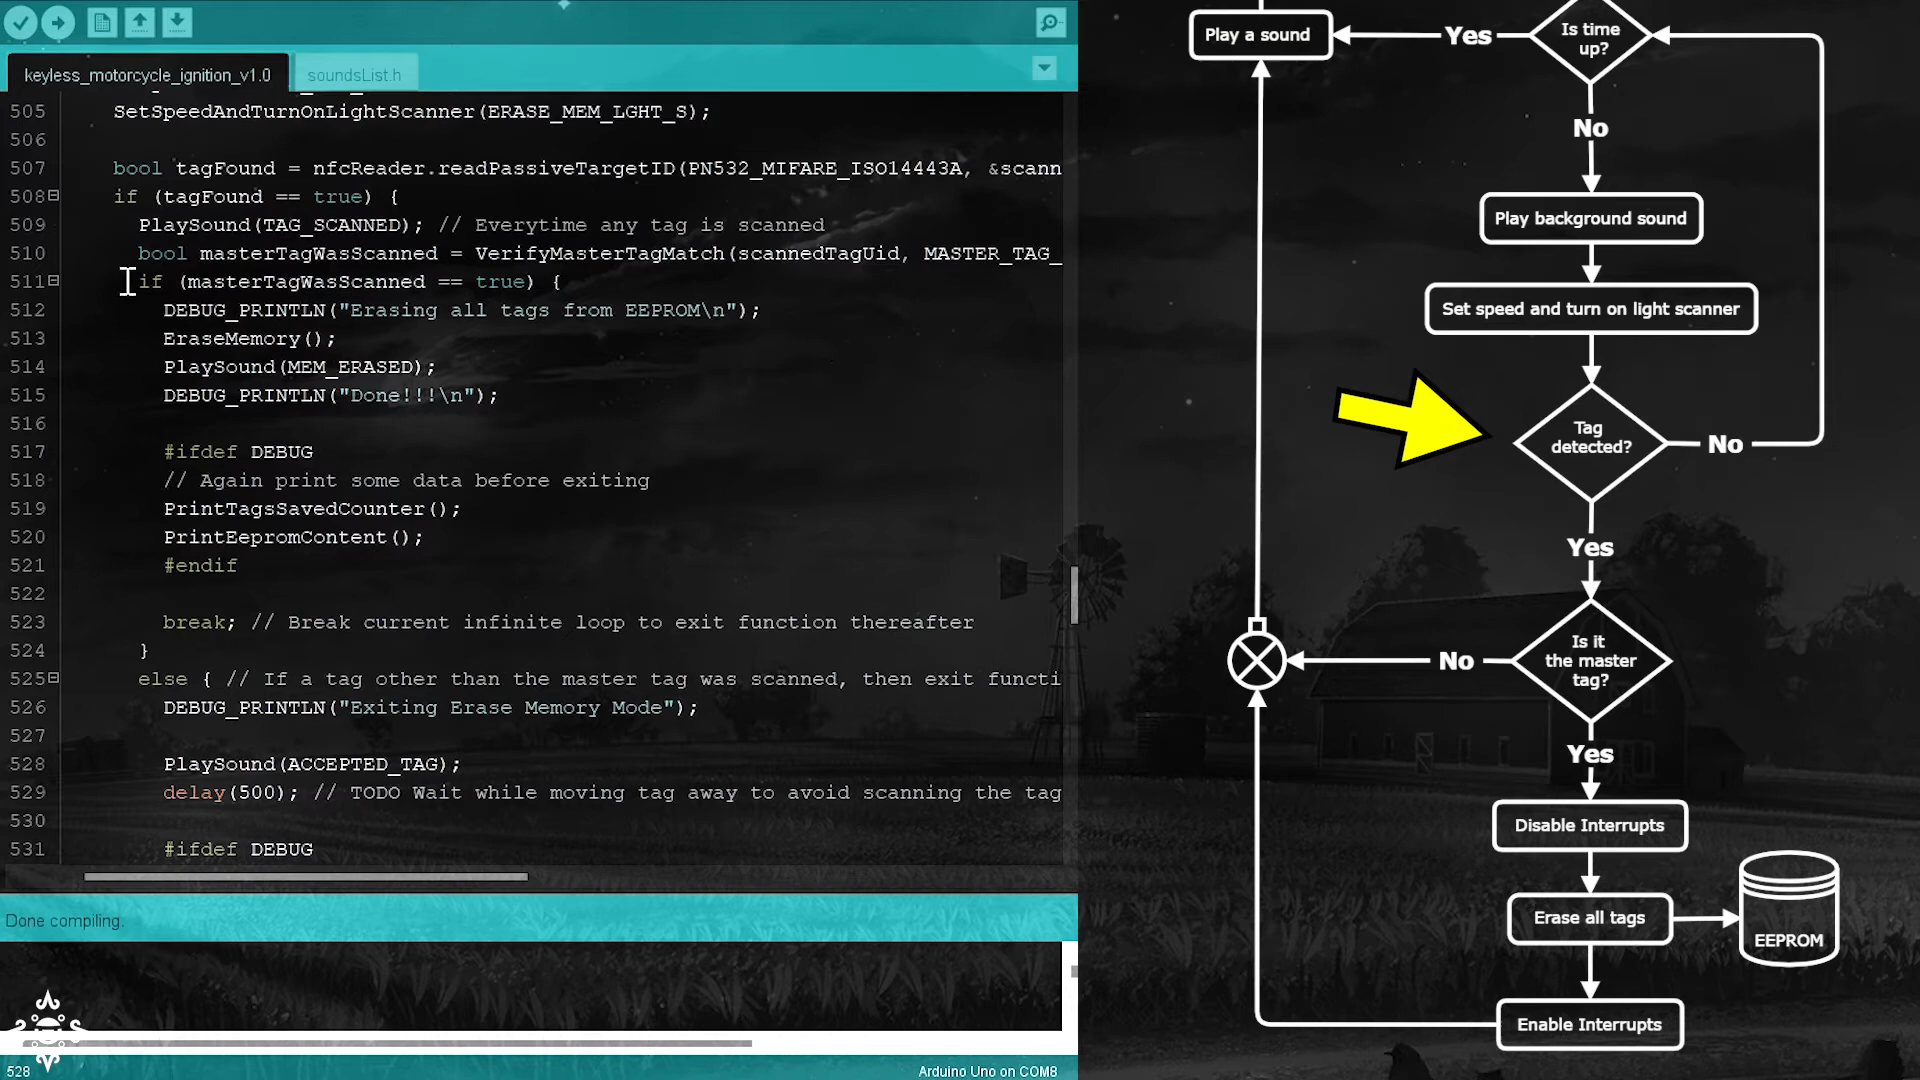 keyless_motorcycle_ignition_v1.0
soundsList.h
505 SetSpeedAndTurnOnLightScanner(ERASE_MEM_LGHT_S);
506
507 bool tagFound = nfcReader.readPassiveTargetID(PN532_MIFARE_ISO14443A, &scann
508 if (tagFound == true) {
509 PlaySound(TAG_SCANNED); // Everytime any tag is scanned
510 bool masterTagWasScanned = VerifyMasterTagMatch(scannedTagUid, MASTER_TAG_
511 if (masterTagWasScanned == true) {
512 DEBUG_PRINTLN("Erasing all tags from EEPROM\n");
513 EraseMemory();
514 PlaySound(MEM_ERASED);
515 DEBUG_PRINTLN("Done!!!\n");
516
517 #ifdef DEBUG
518 // Again print some data before exiting
519 PrintTagsSavedCounter();
520 PrintEepromContent();
521 #endif
522
523 break; // Break current infinite loop to exit function thereafter
524 }
525 else { // If a tag other than the master tag was scanned, then exit functi
526 DEBUG_PRINTLN("Exiting Erase Memory Mode");
527
528 PlaySound(ACCEPTED_TAG);
529 delay(500); // TODO Wait while moving tag away to avoid scanning the tag
530
531 #ifdef DEBUG
Done compiling.
528
Arduino Uno on COM8
Play a sound
Yes
Is time
up?
No
Play background sound
Set speed and turn on light scanner
Tag
detected?
No
Yes
Is it
the master
tag?
No
Yes
Disable Interrupts
Erase all tags
EEPROM
Enable Interrupts